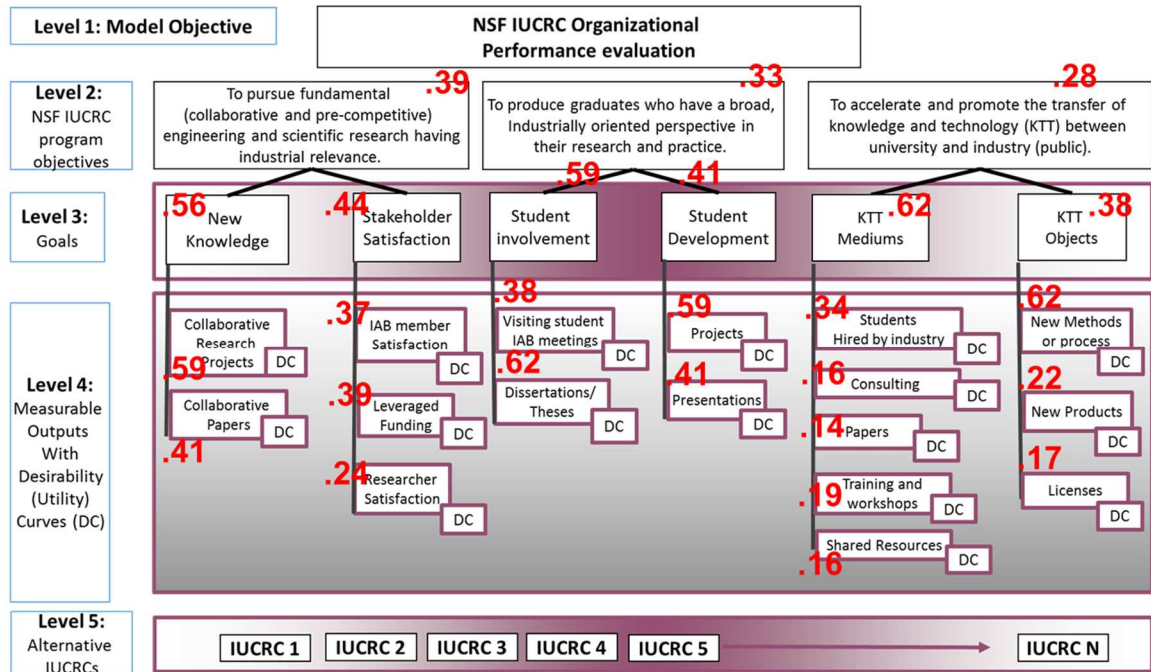 Level 1: Model Objective
NSF IUCRC Organizational
Performance evaluation
Level 2:
NSF IUCRC
program
objectives
.39
To pursue fundamental
(collaborative and pre-competitive)
engineering and scientific research having
industrial relevance.
.33
To produce graduates who have a broad,
Industrially oriented perspective in
their research and practice.
.28
To accelerate and promote the transfer of
knowledge and technology (KTT) between
university and industry (public).
Level 3:
Goals
.56
New
Knowledge
.44
Stakeholder
Satisfaction
.59
Student
involvement
.41
Student
Development
KTT
Mediums
.62
KTT
Objects
.38
Level 4:
Measurable
Outputs
With
Desirability
(Utility)
Curves (DC)
Collaborative
Research
Projects
DC
.59
Collaborative
Papers
DC
.41
.37
IAB member
Satisfaction
DC
.39
Leveraged
Funding
DC
.24
Researcher
Satisfaction
DC
.38
Visiting student
IAB meetings
DC
.62
Dissertations/
Theses
DC
.59
Projects
DC
.41
Presentations
DC
.34
Students
Hired by industry
DC
.16
Consulting
DC
.14
Papers
DC
.19
Training and
workshops
DC
Shared Resources
.16
DC
.62
New Methods
or process
DC
.22
New Products
DC
.17
Licenses
DC
Level 5:
Alternative
IUCRCs
IUCRC 1
IUCRC 2
IUCRC 3
IUCRC 4
IUCRC 5
IUCRC N